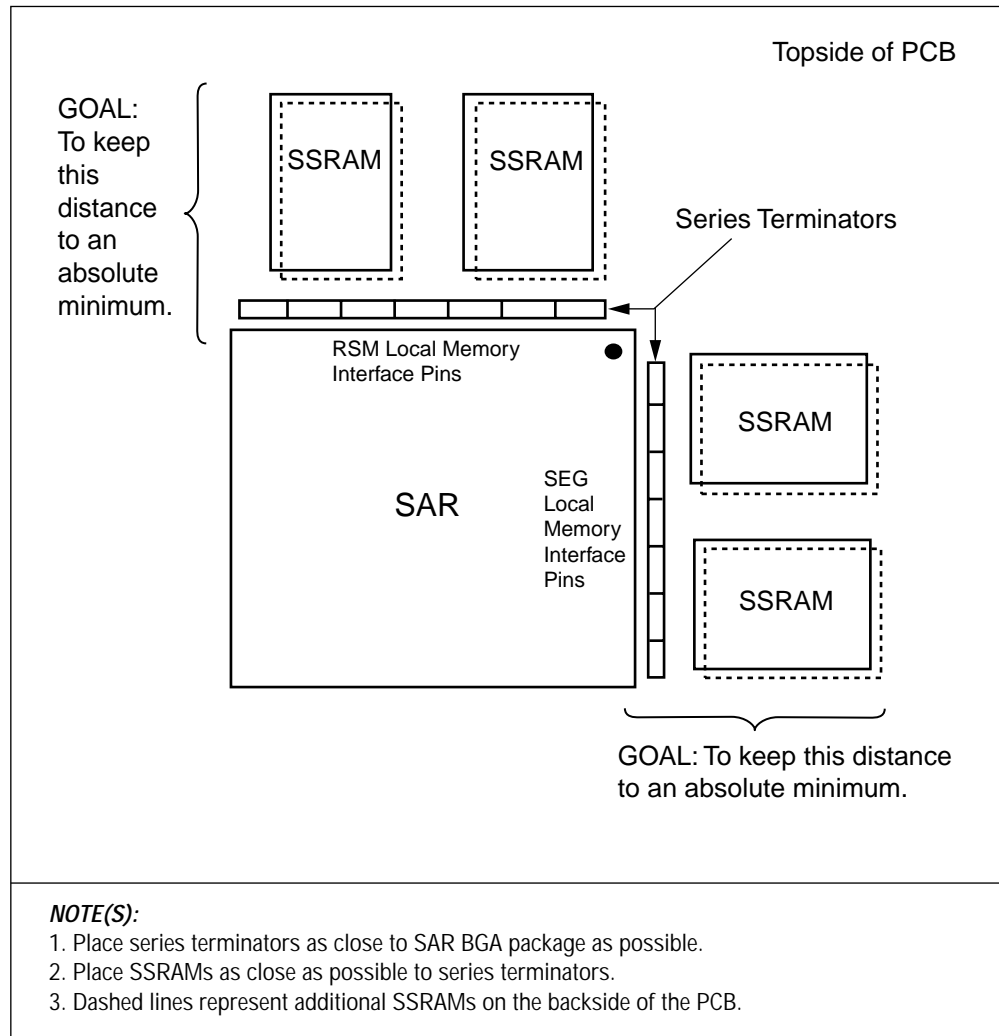 Topside of PCB
GOAL:
To keep
this
distance
to an
absolute
minimum.
SSRAM
SSRAM
Series Terminators
RSM Local Memory
Interface Pins
SSRAM
SAR
SEG
Local
Memory
Interface
Pins
SSRAM
GOAL: To keep this distance
to an absolute minimum.
NOTE(S):
1. Place series terminators as close to SAR BGA package as possible.
2. Place SSRAMs as close as possible to series terminators.
3. Dashed lines represent additional SSRAMs on the backside of the PCB.